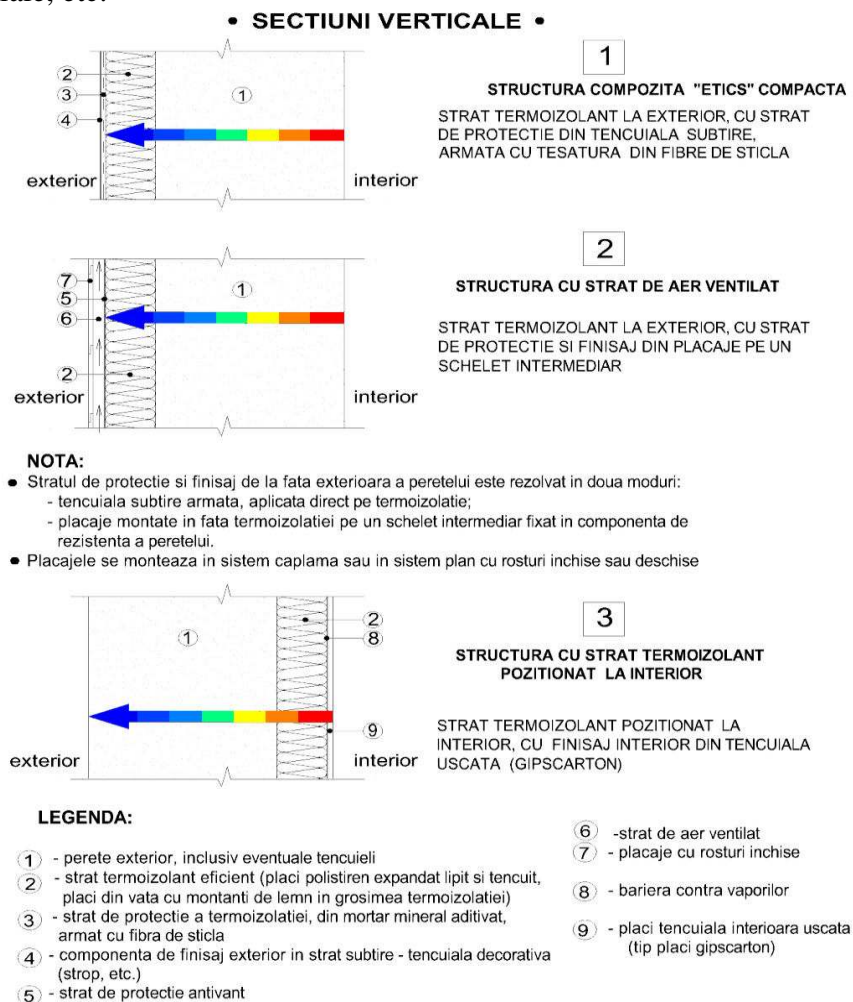 • SECTIUNI VERTICALE •
1
STRUCTURA COMPOZITA "ETICS" COMPACTA
STRAT TERMOIZOLANT LA EXTERIOR, CU STRAT
DE PROTECTIE DIN TENCUIALA SUBTIRE,
ARMATA CU TESATURA DIN FIBRE DE STICLA
2
3
4
1
exterior
interior
2
STRUCTURA CU STRAT DE AER VENTILAT
STRAT TERMOIZOLANT LA EXTERIOR, CU STRAT
DE PROTECTIE SI FINISAJ DIN PLACAJE PE UN
SCHELET INTERMEDIAR
7
5
6
2
1
exterior
interior
NOTA:
• Stratul de protectie si finisaj de la fata exterioara a peretelui este rezolvat in doua moduri:
- tencuiala subtire armata, aplicata direct pe termoizolatie;
- placaje montate in fata termoizolatiei pe un schelet intermediar fixat in componenta de
rezistenta a peretelui.
• Placajele se monteaza in sistem caplama sau in sistem plan cu rosturi inchise sau deschise
1
2
8
9
exterior
interior
3
STRUCTURA CU STRAT TERMOIZOLANT
POZITIONAT LA INTERIOR
STRAT TERMOIZOLANT POZITIONAT LA
INTERIOR, CU FINISAJ INTERIOR DIN TENCUIALA
USCATA (GIPSCARTON)
LEGENDA:
1 - perete exterior, inclusiv eventuale tencuieli
2 - strat termoizolant eficient (placi polistiren expandat lipit si tencuit,
placi din vata cu montanti de lemn in grosimea termoizolatiei)
3 - strat de protectie a termoizolatiei, din mortar mineral aditivat,
armat cu fibra de sticla
4 - componenta de finisaj exterior in strat subtire - tencuiala decorativa
(strop, etc.)
5 - strat de protectie antivant
6 -strat de aer ventilat
7 - placaje cu rosturi inchise
8 - bariera contra vaporilor
9 - placi tencuiala interioara uscata
(tip placi gipscarton)